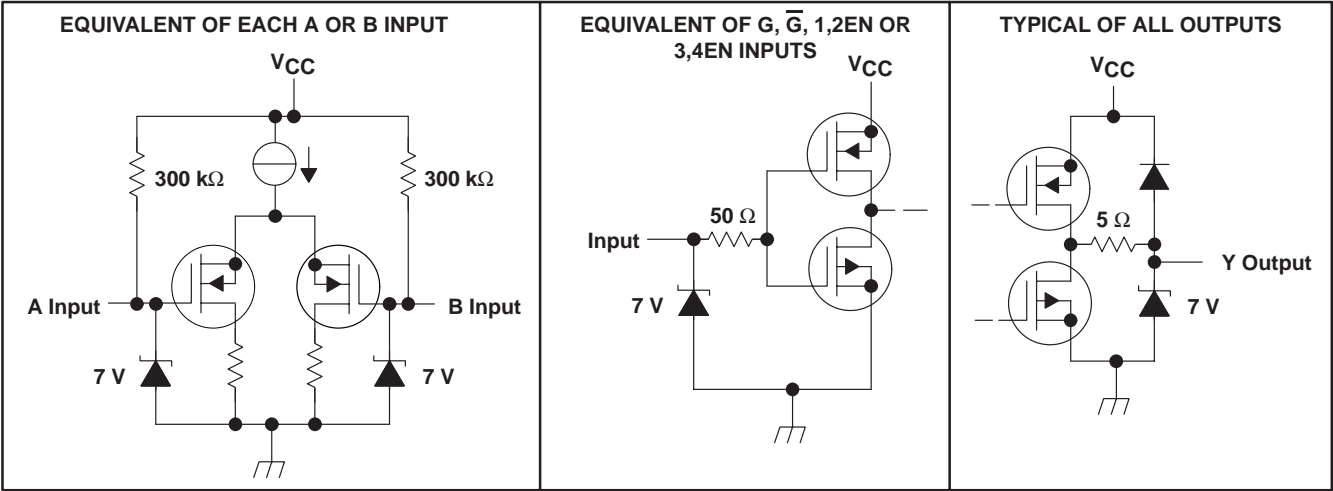 EQUIVALENT OF EACH A OR B INPUT
VCC
300 kΩ
300 kΩ
A Input
B Input
7 V
7 V
EQUIVALENT OF G, G̅, 1,2EN OR
3,4EN INPUTS
VCC
50 Ω
Input
7 V
TYPICAL OF ALL OUTPUTS
VCC
5 Ω
Y Output
7 V